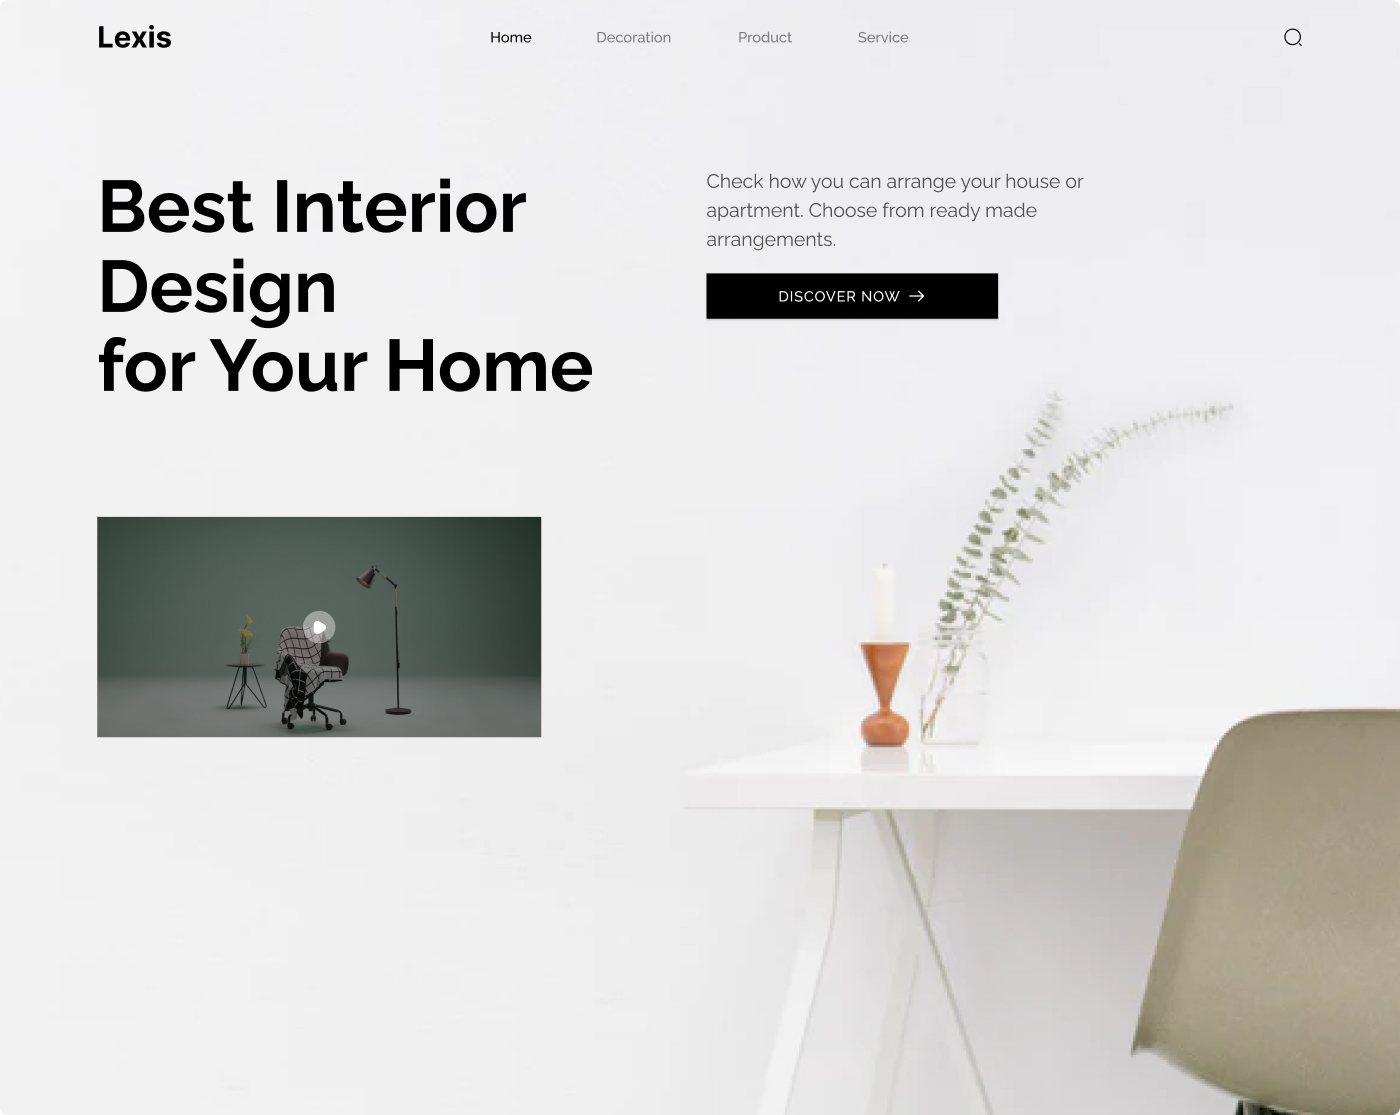 Lexis
Home
Decoration
Product
Service
Best Interior
Design
for Your Home
Check how you can arrange your house or
apartment. Choose from ready made
arrangements.
DISCOVER NOW